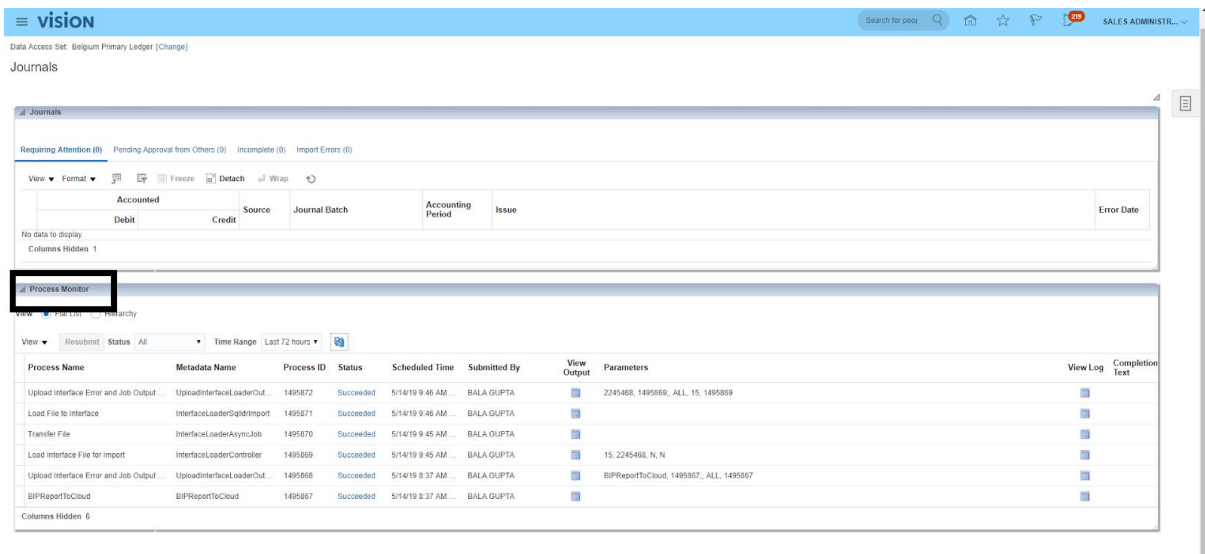 vision Search for peoj 219 SALES ADMINISTR...
Data Access Set: Belgium Primary Ledger [Change]
Journals
Journals
Requiring Attention (0) Pending Approval from Others (0) Incomplete (0) Import Errors (0)
View Format Freeze Detach Wrap
Accounted
Debit Credit Source Journal Batch Accounting Period Issue Error Date
No data to display.
Columns Hidden 1
Process Monitor
View Flat List Hierarchy
View Resubmit Status All Time Range Last 72 hours
Process Name Metadata Name Process ID Status Scheduled Time Submitted By View Output Parameters View Log Completion Text
Upload Interface Error and Job Output ... UploadInterfaceLoaderOut... 1495872 Succeeded 5/14/19 9:46 AM ... BALA.GUPTA 2245468, 1495869,, ALL, 15, 1495869
Load File to Interface InterfaceLoaderSqlldrImport 1495871 Succeeded 5/14/19 9:46 AM ... BALA.GUPTA
Transfer File InterfaceLoaderAsyncJob 1495870 Succeeded 5/14/19 9:45 AM ... BALA.GUPTA
Load Interface File for Import InterfaceLoaderController 1495869 Succeeded 5/14/19 9:45 AM ... BALA.GUPTA 15, 2245468, N, N
Upload Interface Error and Job Output ... UploadInterfaceLoaderOut... 1495868 Succeeded 5/14/19 8:37 AM ... BALA.GUPTA BIPReportToCloud, 1495867,, ALL, 1495867
BIPReportToCloud BIPReportToCloud 1495867 Succeeded 5/14/19 8:37 AM ... BALA.GUPTA
Columns Hidden 6